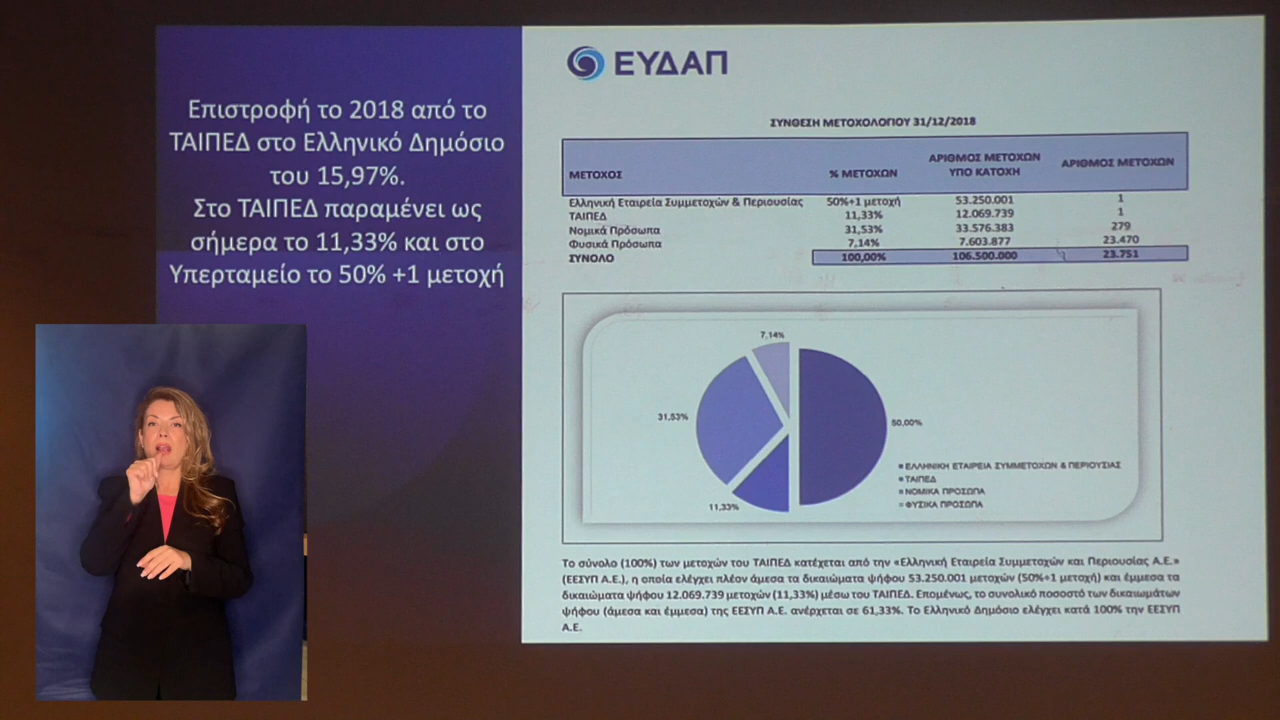 Επιστροφή το 2018 από το
ΤΑΙΠΕΔ στο Ελληνικό Δημόσιο
του 15,97%.
Στο ΤΑΙΠΕΔ παραμένει ως
σήμερα το 11,33% και στο
Υπερταμείο το 50% +1 μετοχή
ΕΥΔΑΠ
ΣΥΝΘΕΣΗ ΜΕΤΟΧΟΛΟΓΙΟΥ 31/12/2018
ΜΕΤΟΧΟΣ % ΜΕΤΟΧΩΝ ΑΡΙΘΜΟΣ ΜΕΤΟΧΩΝ ΥΠΟ ΚΑΤΟΧΗ ΑΡΙΘΜΟΣ ΜΕΤΟΧΩΝ
Ελληνική Εταιρεία Συμμετοχών & Περιουσίας 50%+1 μετοχή 53.250.001 1
ΤΑΙΠΕΔ 11,33% 12.069.739 1
Νομικά Πρόσωπα 31,53% 33.576.383 279
Φυσικά Πρόσωπα 7,14% 7.603.877 23.470
ΣΥΝΟΛΟ 100,00% 106.500.000 23.751
7,14%
31,53%
50,00%
11,33%
ΕΛΛΗΝΙΚΗ ΕΤΑΙΡΕΙΑ ΣΥΜΜΕΤΟΧΩΝ & ΠΕΡΙΟΥΣΙΑΣ
ΤΑΙΠΕΔ
ΝΟΜΙΚΑ ΠΡΟΣΩΠΑ
ΦΥΣΙΚΑ ΠΡΟΣΩΠΑ
Το σύνολο (100%) των μετοχών του ΤΑΙΠΕΔ κατέχεται από την «Ελληνική Εταιρεία Συμμετοχών και Περιουσίας Α.Ε.»
(ΕΕΣΥΠ Α.Ε.), η οποία ελέγχει πλέον άμεσα τα δικαιώματα ψήφου 53.250.001 μετοχών (50%+1 μετοχή) και έμμεσα τα
δικαιώματα ψήφου 12.069.739 μετοχών (11,33%) μέσω του ΤΑΙΠΕΔ. Επομένως, το συνολικό ποσοστό των δικαιωμάτων
ψήφου (άμεσα και έμμεσα) της ΕΕΣΥΠ Α.Ε. ανέρχεται σε 61,33%. Το Ελληνικό Δημόσιο ελέγχει κατά 100% την ΕΕΣΥΠ
Α.Ε.